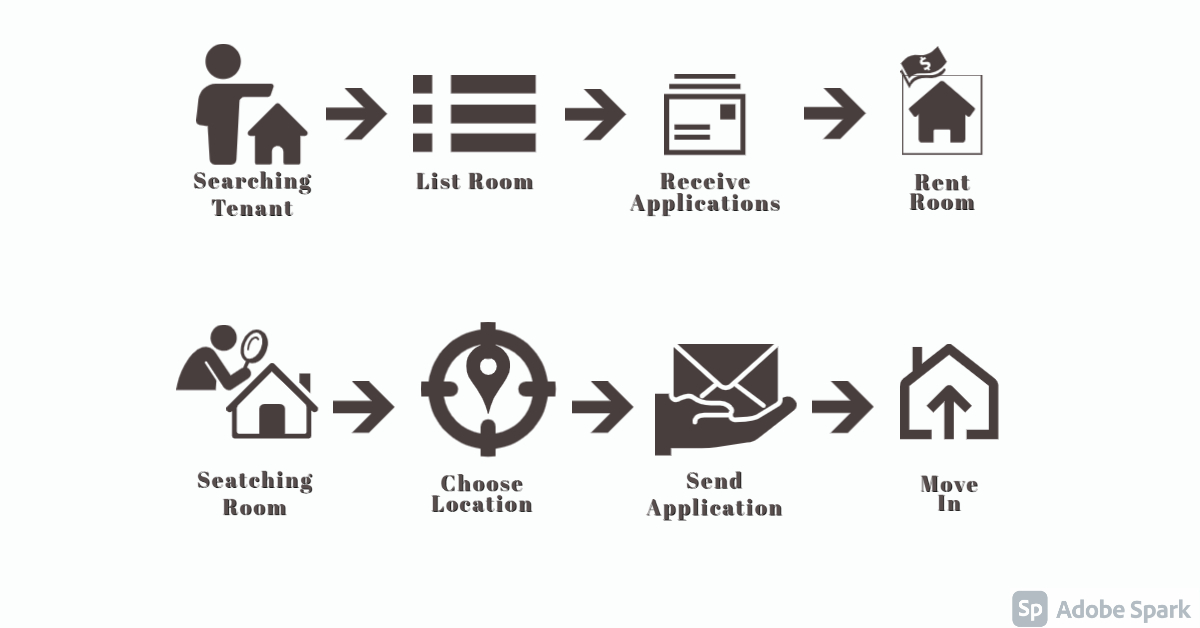 Searching
Tenant
List Room
Receive
Applications
Rent
Room
Seatching
Room
Choose
Location
Send
Application
Move
In
Sp Adobe Spark